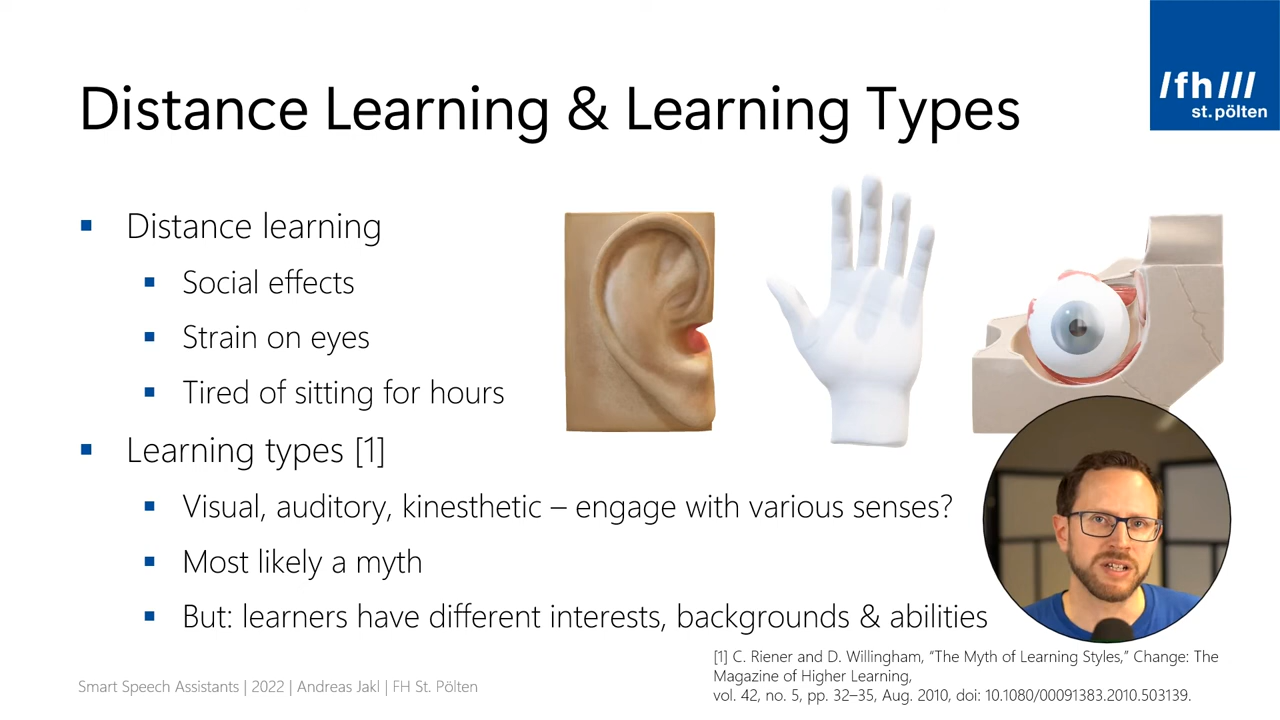 Distance Learning & Learning Types
/fh///
st.pölten
Distance learning
Social effects
Strain on eyes
Tired of sitting for hours
Learning types [1]
Visual, auditory, kinesthetic – engage with various senses?
Most likely a myth
But: learners have different interests, backgrounds & abilities
[1] C. Riener and D. Willingham, “The Myth of Learning Styles,” Change: The
Magazine of Higher Learning,
vol. 42, no. 5, pp. 32–35, Aug. 2010, doi: 10.1080/00091383.2010.503139.
Smart Speech Assistants | 2022 | Andreas Jakl | FH St. Pölten